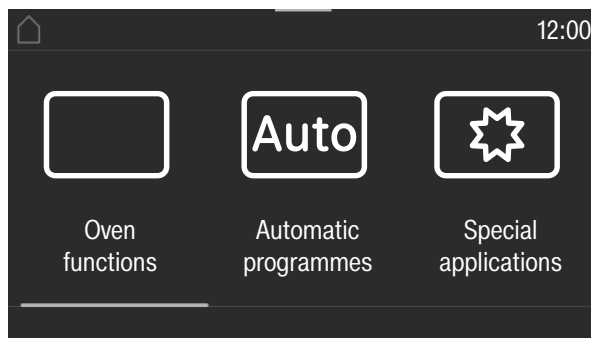 12:00
Auto
Oven
functions
Automatic
programmes
Special
applications